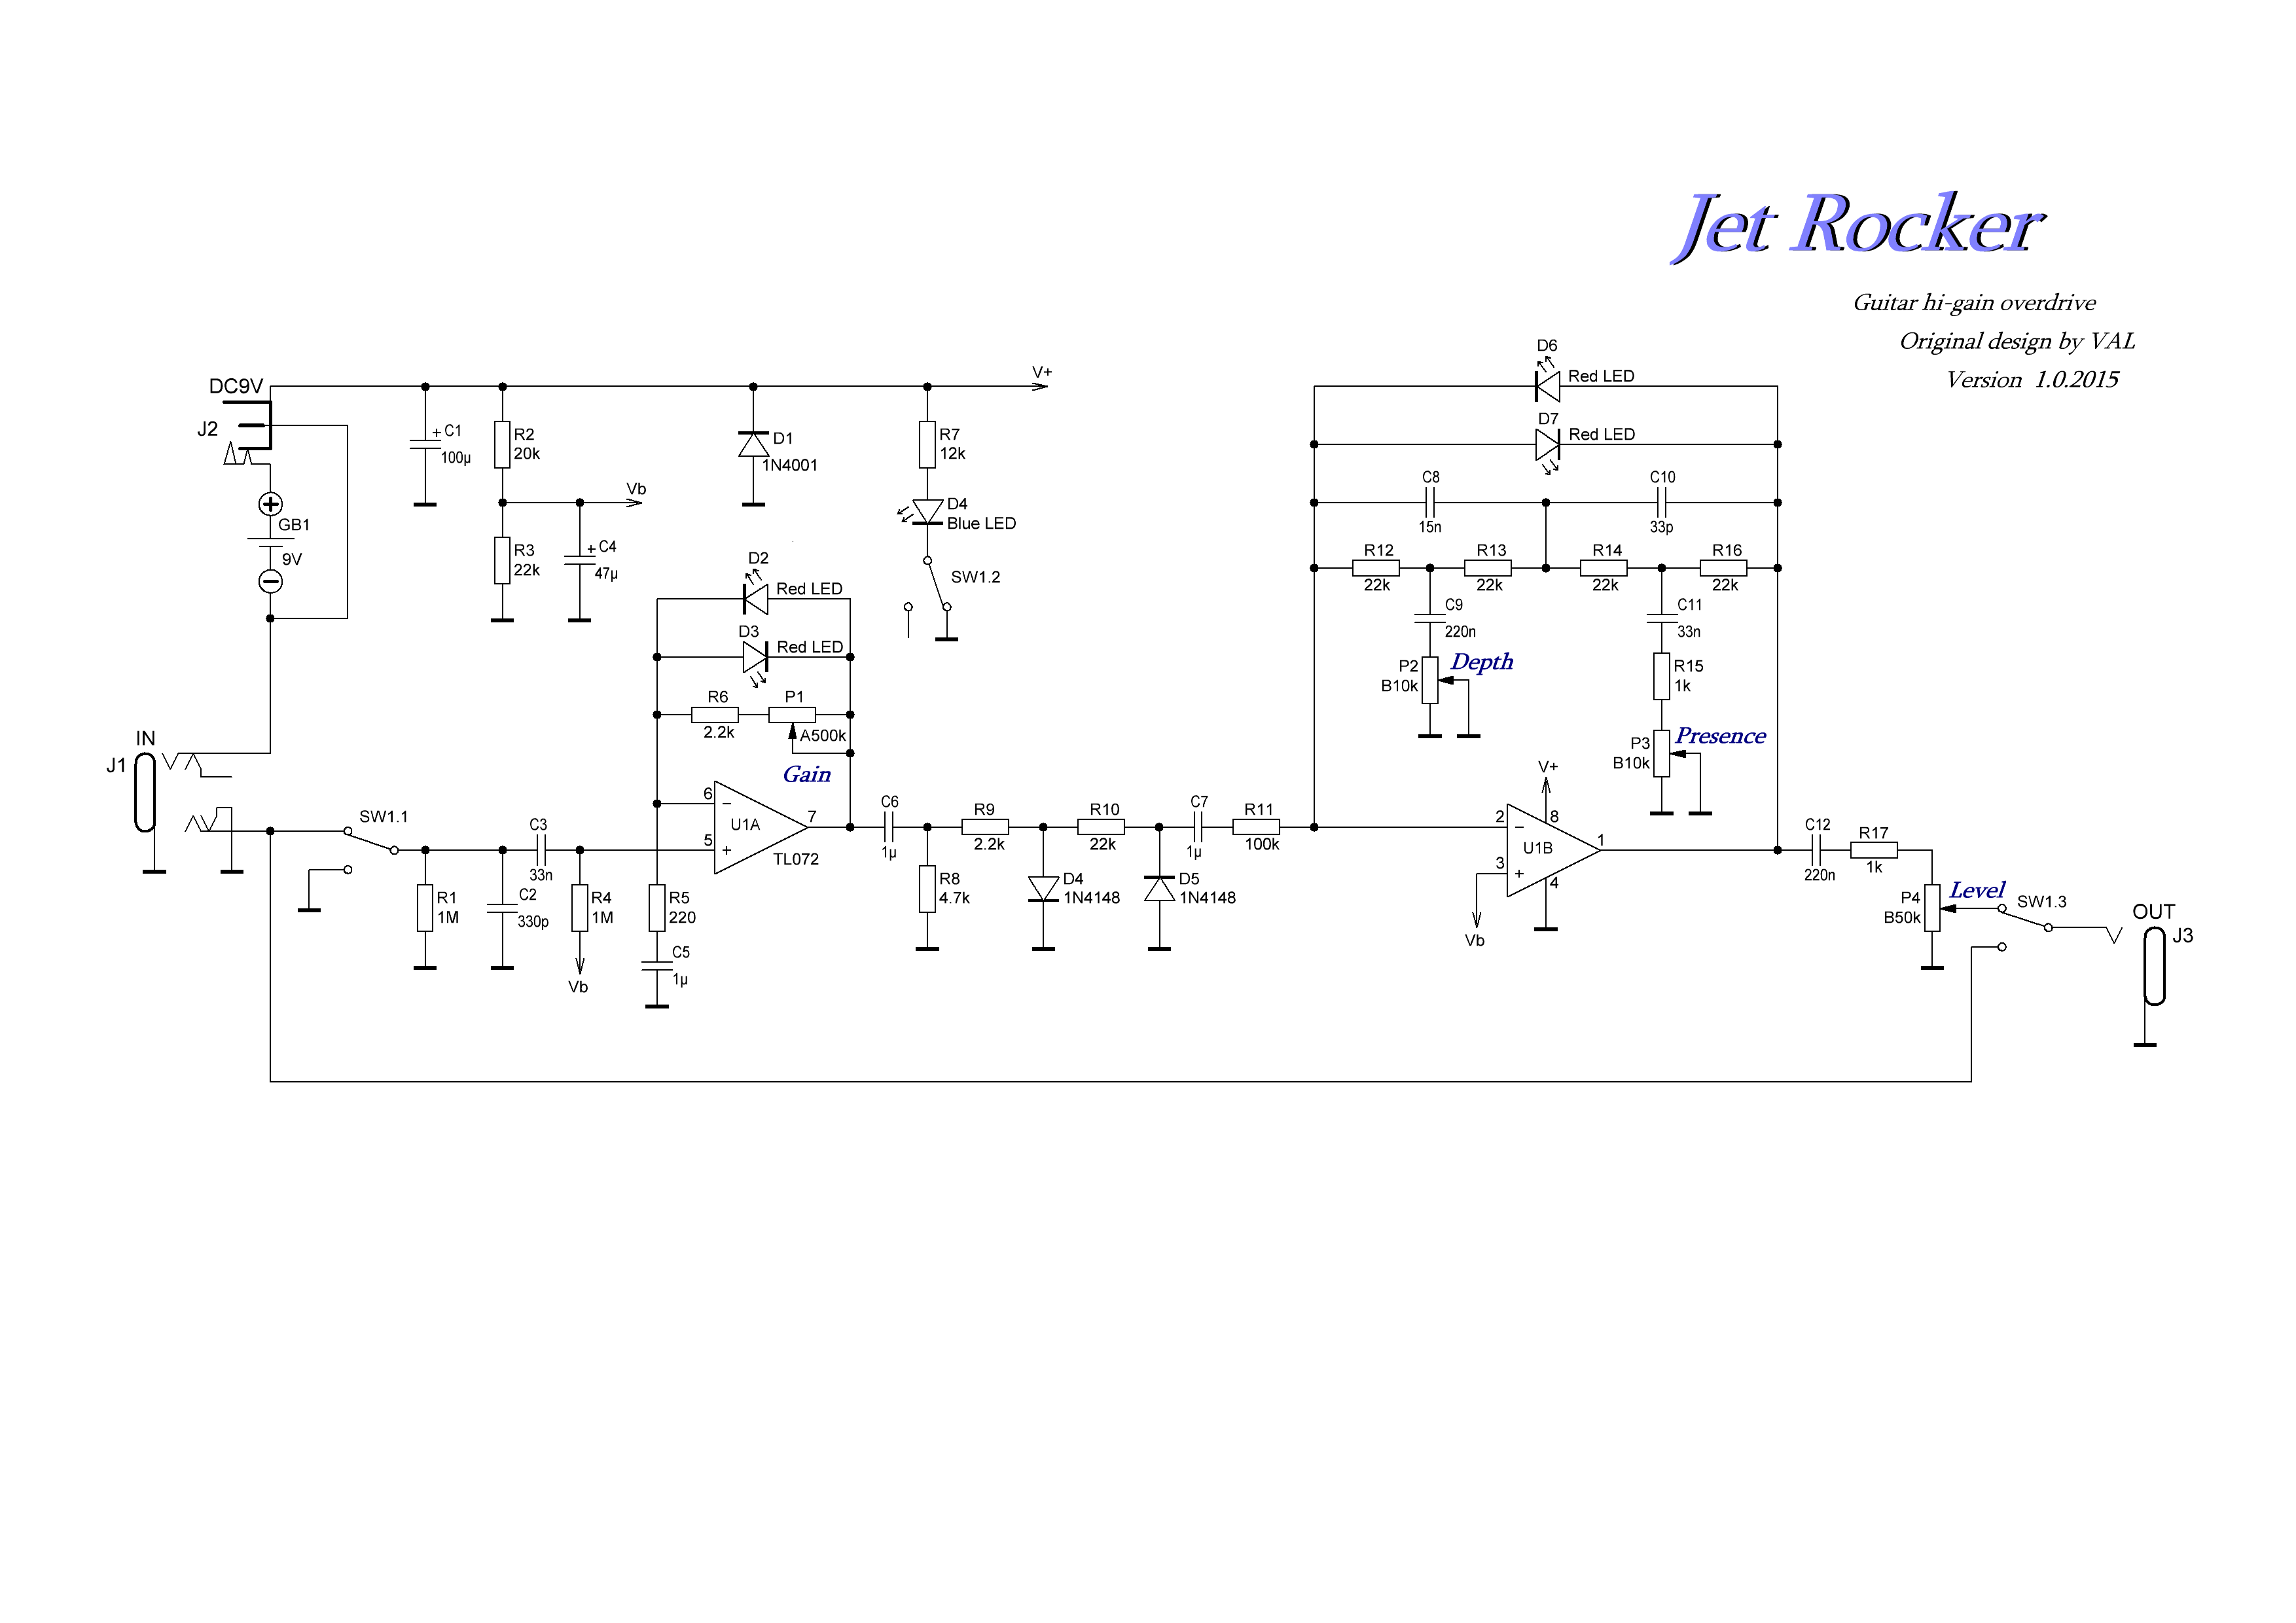 Jet Rocker
Guitar hi-gain overdrive
Original design by VAL
Version 1.0.2015
DC9V
J2
+
GB1
9V
−
+ C1
100µ
R2
20k
R3
22k
Vb
+ C4
47µ
D1
1N4001
V+
R7
12k
D4
Blue LED
SW1.2
D2
Red LED
D3
Red LED
R6
2.2k
P1
A500k
Gain
IN
J1
SW1.1
R1
1M
C2
330p
C3
33n
R4
1M
Vb
6
−
U1A
7
5
+
TL072
R5
220
C5
1µ
C6
1µ
R8
4.7k
R9
2.2k
D4
1N4148
R10
22k
D5
1N4148
C7
1µ
R11
100k
D6
Red LED
D7
Red LED
C8
15n
C10
33p
R12
22k
R13
22k
R14
22k
R16
22k
C9
220n
P2
B10k
Depth
C11
33n
R15
1k
P3
B10k
Presence
V+
8
2
−
U1B
1
3
+
4
Vb
C12
220n
R17
1k
P4
B50k
Level
SW1.3
OUT
J3